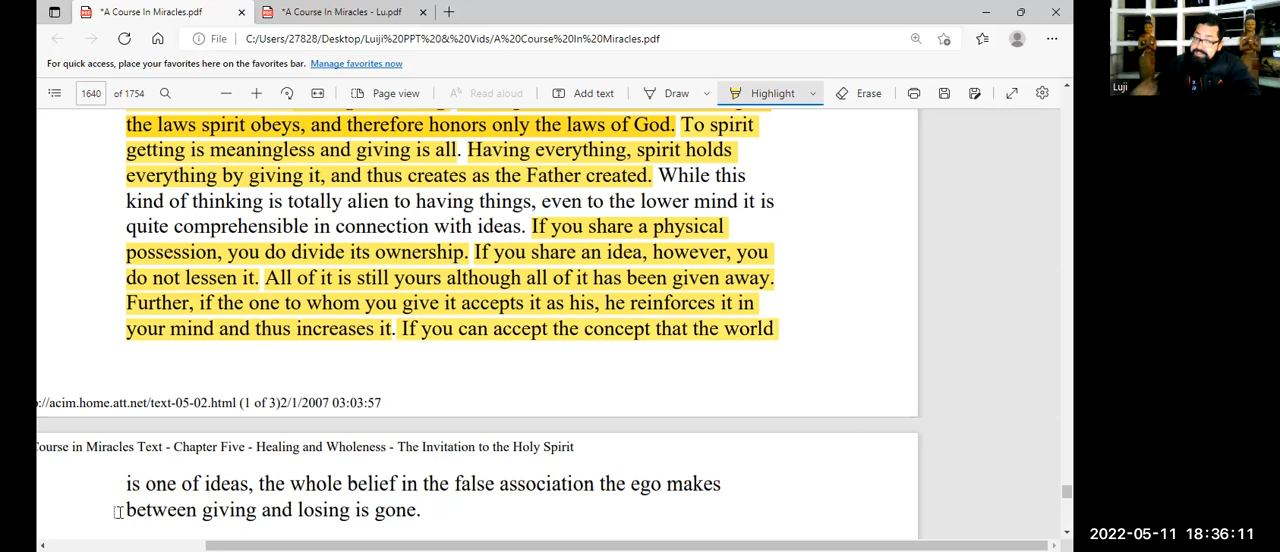 *A Course In Miracles.pdf
*A Course In Miracles - Lu.pdf
File
C:/Users/27828/Desktop/Luiji%20PPT%20&%20Vids/A%20Course%20In%20Miracles.pdf
For quick access, place your favorites here on the favorites bar. Manage favorites now
1640 of 1754
Page view
Read aloud
Add text
Draw
Highlight
Erase
the laws spirit obeys, and therefore honors only the laws of God. To spirit
getting is meaningless and giving is all. Having everything, spirit holds
everything by giving it, and thus creates as the Father created. While this
kind of thinking is totally alien to having things, even to the lower mind it is
quite comprehensible in connection with ideas. If you share a physical
possession, you do divide its ownership. If you share an idea, however, you
do not lessen it. All of it is still yours although all of it has been given away.
Further, if the one to whom you give it accepts it as his, he reinforces it in
your mind and thus increases it. If you can accept the concept that the world
://acim.home.att.net/text-05-02.html (1 of 3)2/1/2007 03:03:57
Course in Miracles Text - Chapter Five - Healing and Wholeness - The Invitation to the Holy Spirit
is one of ideas, the whole belief in the false association the ego makes
between giving and losing is gone.
Luji
2022-05-11 18:36:11